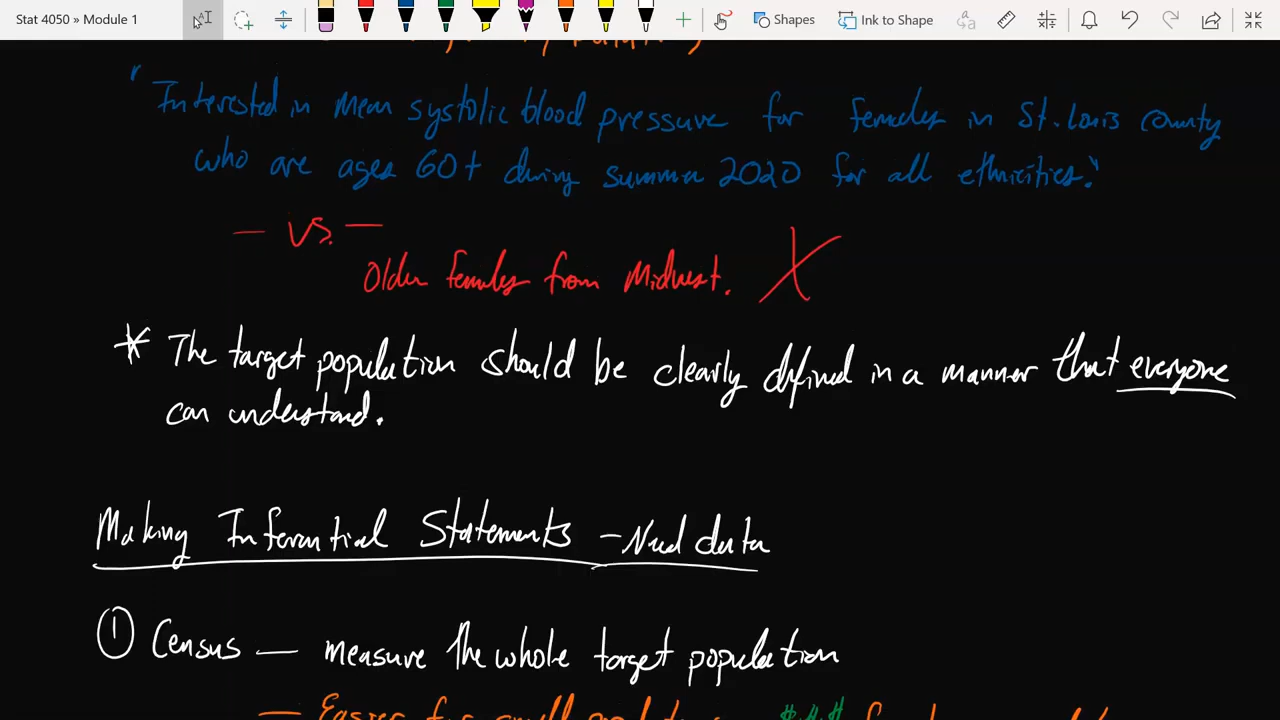 Stat 4050 » Module 1
Shapes
Ink to Shape
"Interested in mean systolic blood pressure for females in St. Louis county
who are ages 60+ during summer 2020 for all ethnicities."
— vs. —
Older females from Midwest. X
* The target population should be clearly defined in a manner that everyone
can understand.
Making Inferential Statements - Need data
① Census — measure the whole target population
— Easier for small